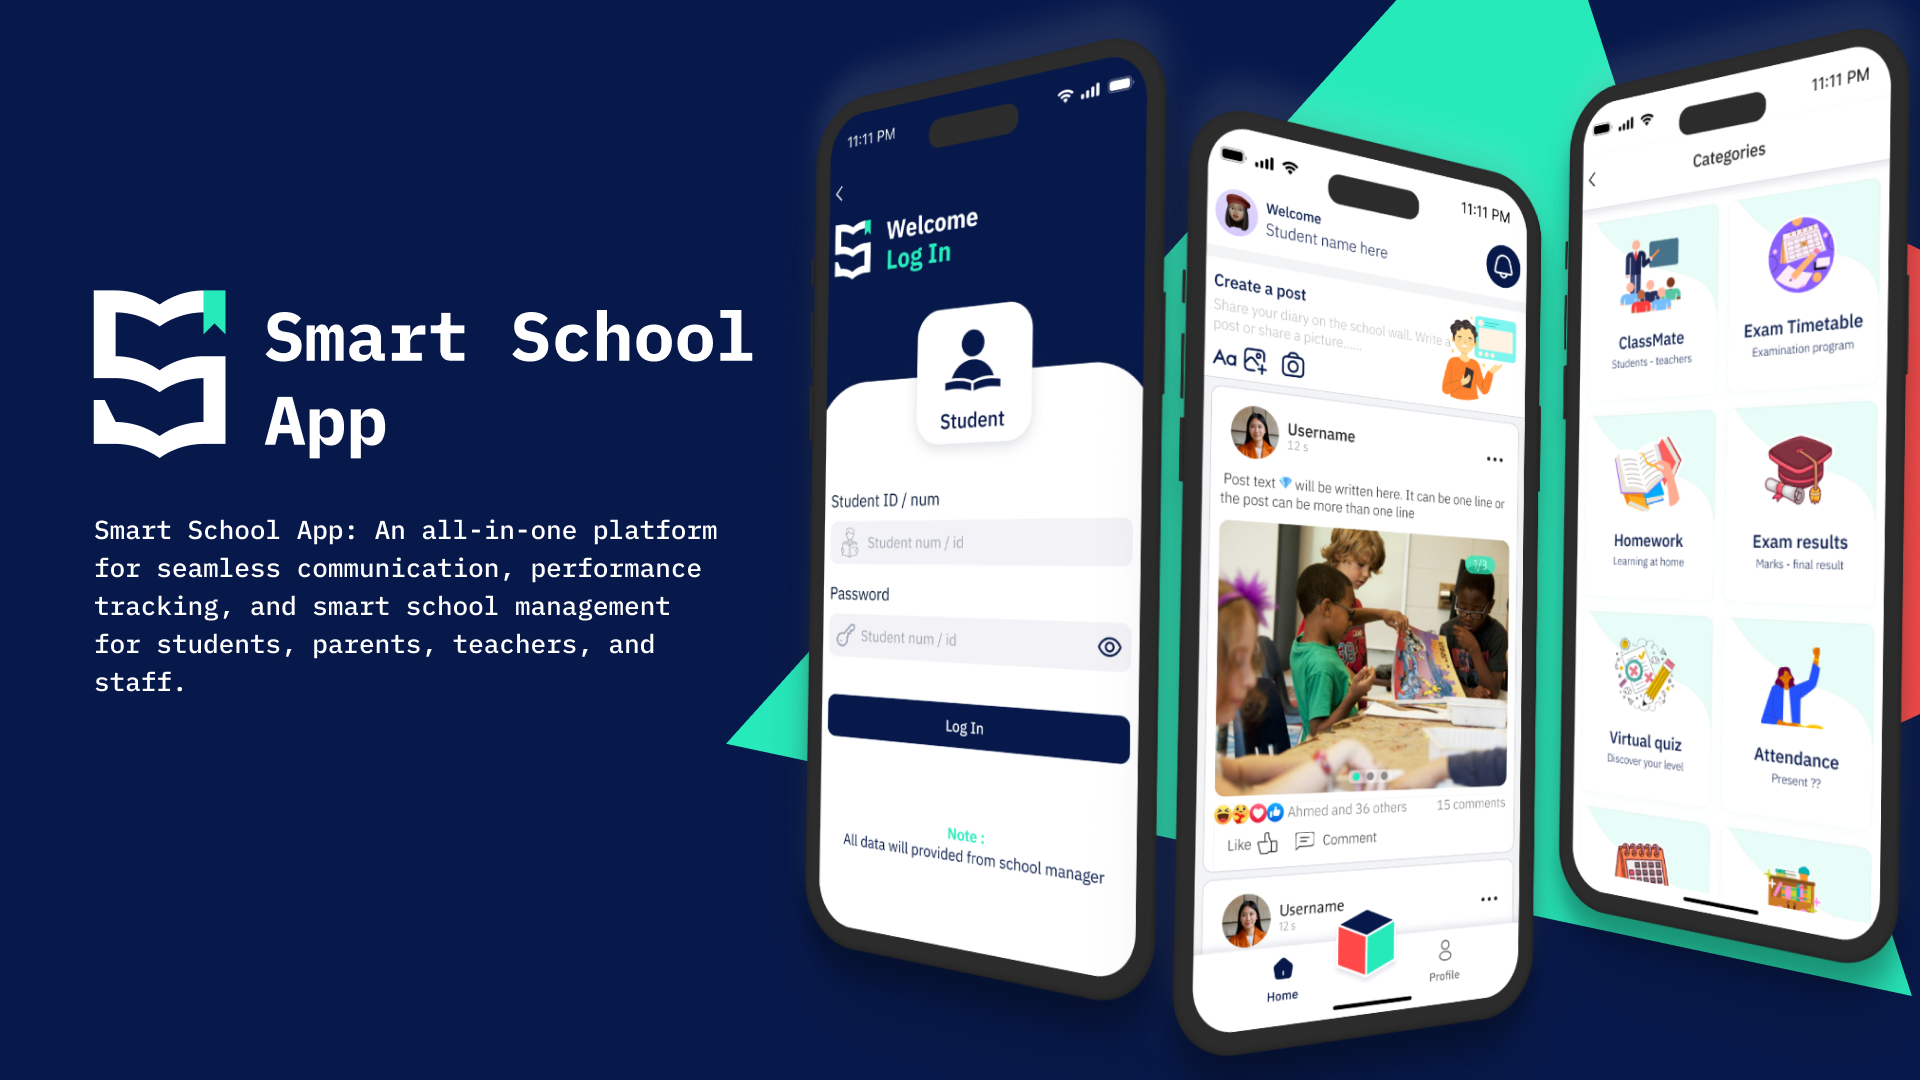 Smart School
App
Smart School App: An all-in-one platform
for seamless communication, performance
tracking, and smart school management
for students, parents, teachers, and
staff.
11:11 PM
Welcome
Log In
Student
Student ID / num
Student num / id
Password
Student num / id
Log In
Note :
All data will provided from school manager
11:11 PM
Welcome
Student name here
Create a post
Share your diary on the school wall. Write a
post or share a picture......
Aa
Username
12 s
Post text 💎 will be written here. It can be one line or
the post can be more than one line
1/3
Ahmed and 36 others
15 comments
Like
Comment
Username
12 s
Home
Profile
11:11 PM
Categories
ClassMate
Students - teachers
Exam Timetable
Examination program
Homework
Learning at home
Exam results
Marks - final result
Virtual quiz
Discover your level
Attendance
Present ??